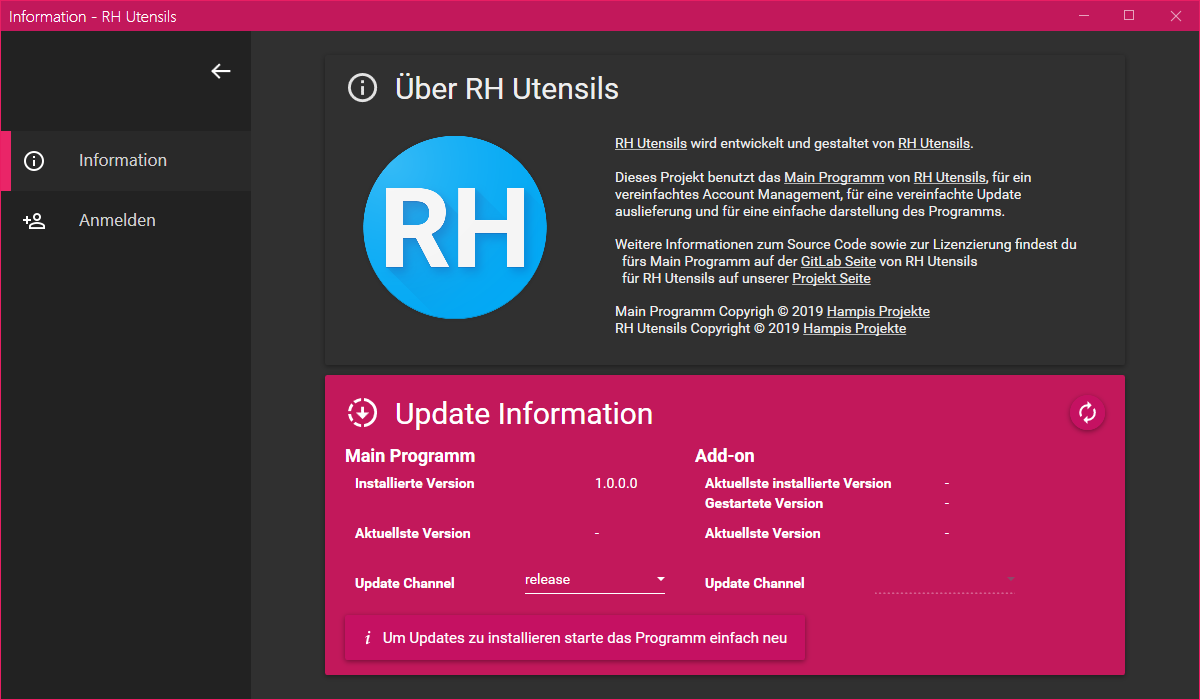 Information - RH Utensils
Information
Anmelden
Über RH Utensils
RH
RH Utensils wird entwickelt und gestaltet von RH Utensils.
Dieses Projekt benutzt das Main Programm von RH Utensils, für ein
vereinfachtes Account Management, für eine vereinfachte Update
auslieferung und für eine einfache darstellung des Programms.
Weitere Informationen zum Source Code sowie zur Lizenzierung findest du
fürs Main Programm auf der GitLab Seite von RH Utensils
für RH Utensils auf unserer Projekt Seite
Main Programm Copyrigh © 2019 Hampis Projekte
RH Utensils Copyright © 2019 Hampis Projekte
Update Information
Main Programm
Installierte Version 1.0.0.0
Aktuellste Version -
Update Channel release
Add-on
Aktuellste installierte Version -
Gestartete Version -
Aktuellste Version -
Update Channel
i Um Updates zu installieren starte das Programm einfach neu